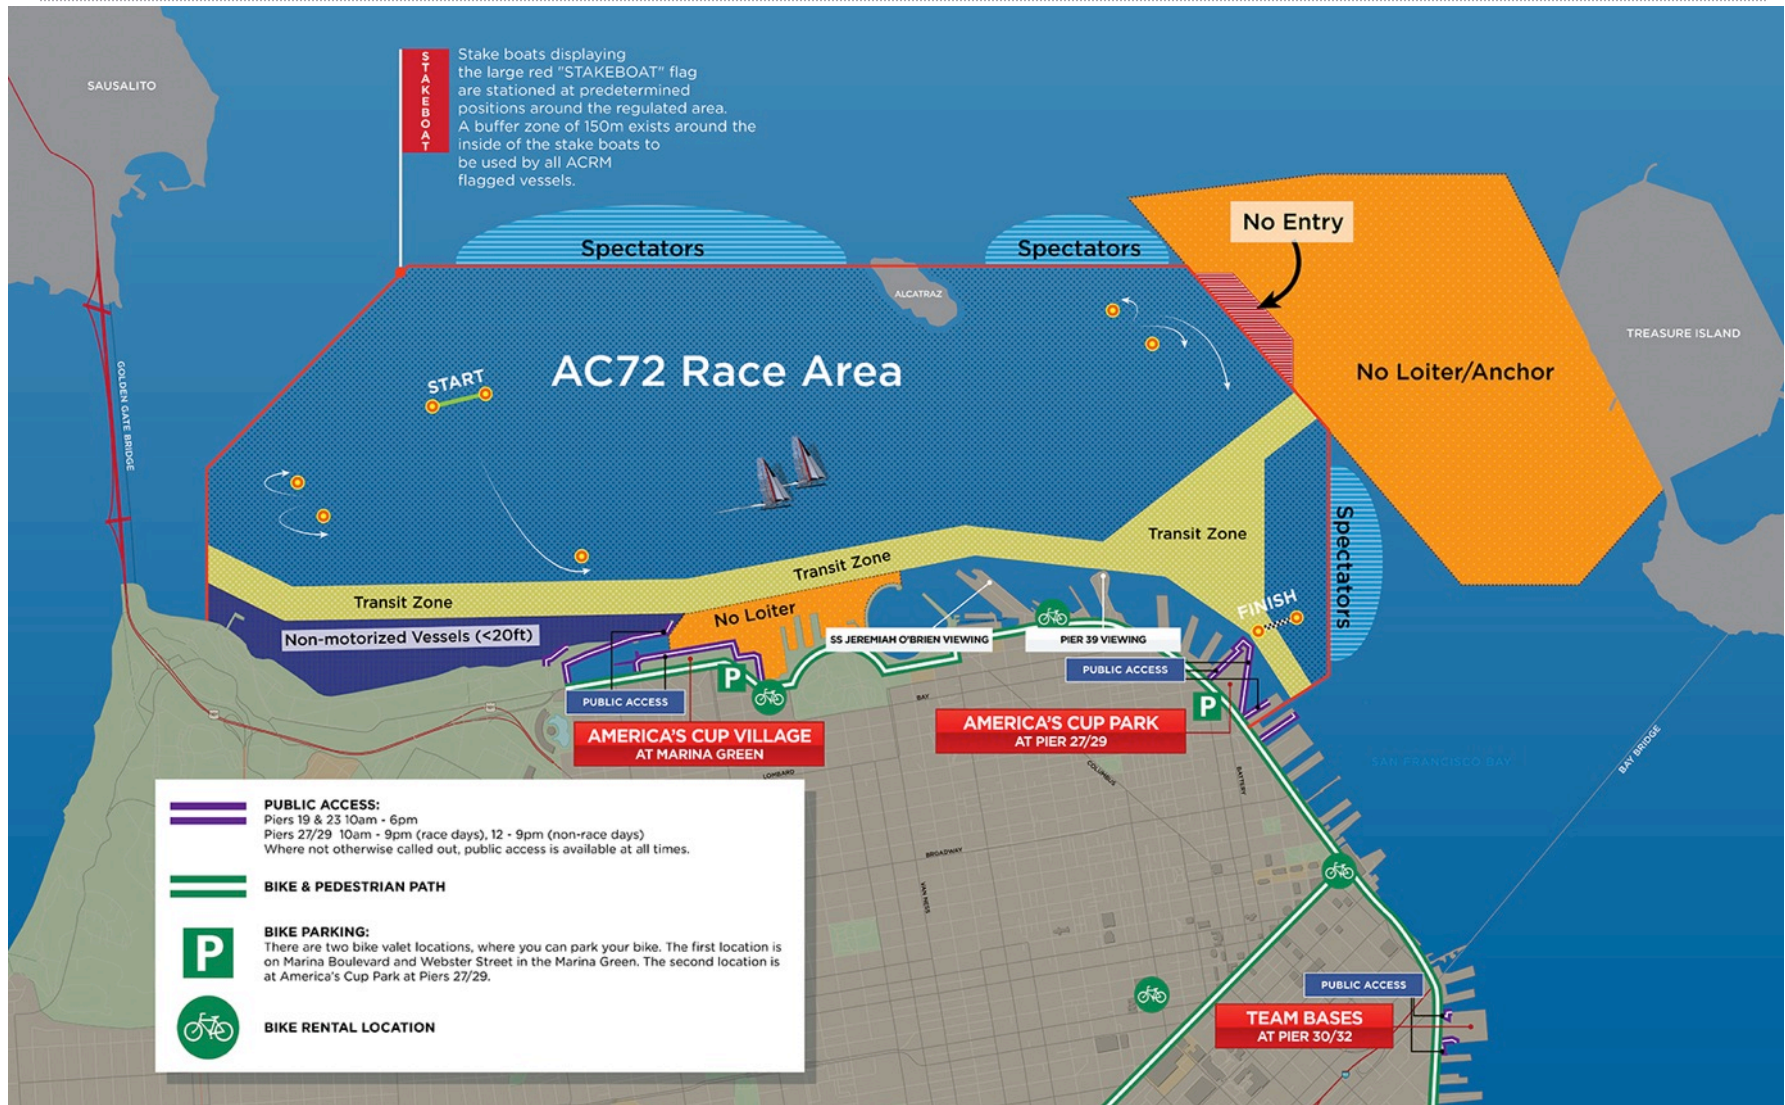 SAUSALITO
STAKEBOAT
Stake boats displaying
the large red "STAKEBOAT" flag
are stationed at predetermined
positions around the regulated area.
A buffer zone of 150m exists around the
inside of the stake boats to
be used by all ACRM
flagged vessels.
Spectators
Spectators
No Entry
ALCATRAZ
TREASURE ISLAND
GOLDEN GATE BRIDGE
START
AC72 Race Area
No Loiter/Anchor
Spectators
Transit Zone
Transit Zone
Transit Zone
No Loiter
FINISH
Non-motorized Vessels (<20ft)
SS JEREMIAH O'BRIEN VIEWING
PIER 39 VIEWING
PUBLIC ACCESS
P
PUBLIC ACCESS
BAY
P
AMERICA'S CUP VILLAGE
AT MARINA GREEN
AMERICA'S CUP PARK
AT PIER 27/29
SAN FRANCISCO BAY
BAY BRIDGE
LOMBARD
COLUMBUS
BATTERY
BROADWAY
VAN NESS
PUBLIC ACCESS:
Piers 19 & 23 10am - 6pm
Piers 27/29 10am - 9pm (race days), 12 - 9pm (non-race days)
Where not otherwise called out, public access is available at all times.
BIKE & PEDESTRIAN PATH
P
BIKE PARKING:
There are two bike valet locations, where you can park your bike. The first location is
on Marina Boulevard and Webster Street in the Marina Green. The second location is
at America's Cup Park at Piers 27/29.
BIKE RENTAL LOCATION
PUBLIC ACCESS
TEAM BASES
AT PIER 30/32